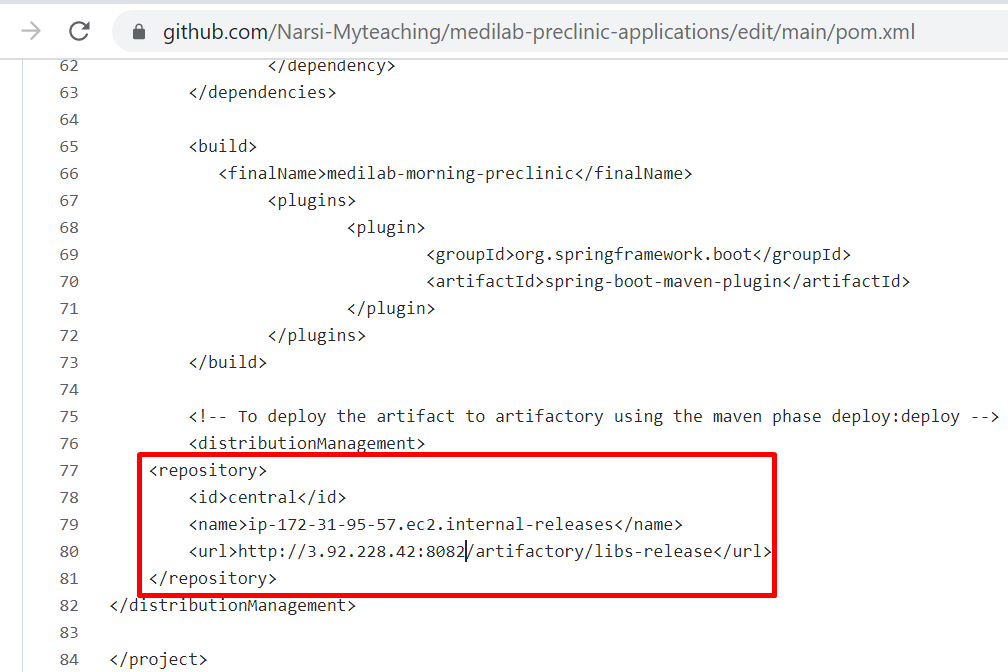 github.com/Narsi-Myteaching/medilab-preclinic-applications/edit/main/pom.xml
62 </dependency>
63 </dependencies>
64
65 <build>
66 <finalName>medilab-morning-preclinic</finalName>
67 <plugins>
68 <plugin>
69 <groupId>org.springframework.boot</groupId>
70 <artifactId>spring-boot-maven-plugin</artifactId>
71 </plugin>
72 </plugins>
73 </build>
74
75 <!-- To deploy the artifact to artifactory using the maven phase deploy:deploy -->
76 <distributionManagement>
77 <repository>
78 <id>central</id>
79 <name>ip-172-31-95-57.ec2.internal-releases</name>
80 <url>http://3.92.228.42:8082/artifactory/libs-release</url>
81 </repository>
82 </distributionManagement>
83
84 </project>